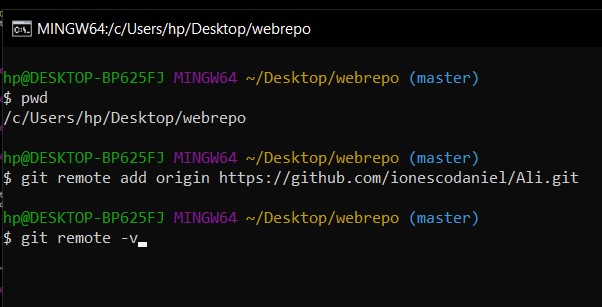 MINGW64:/c/Users/hp/Desktop/webrepo
hp@DESKTOP-BP625FJ MINGW64 ~/Desktop/webrepo (master)
$ pwd
/c/Users/hp/Desktop/webrepo
hp@DESKTOP-BP625FJ MINGW64 ~/Desktop/webrepo (master)
$ git remote add origin https://github.com/ionescodaniel/Ali.git
hp@DESKTOP-BP625FJ MINGW64 ~/Desktop/webrepo (master)
$ git remote -v